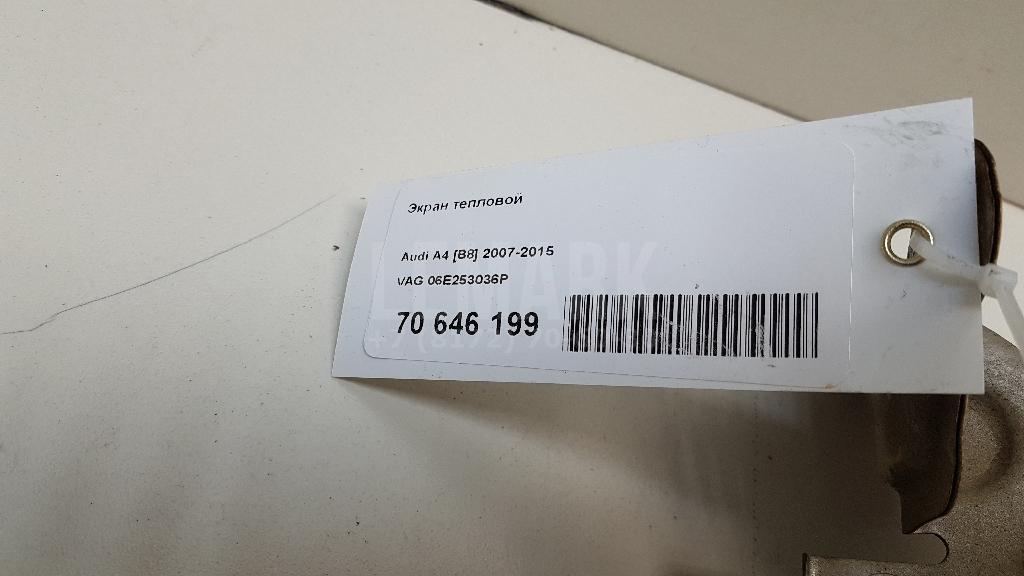 Экран тепловой
Audi A4 [B8] 2007-2015
VAG 06E253036P
70 646 199